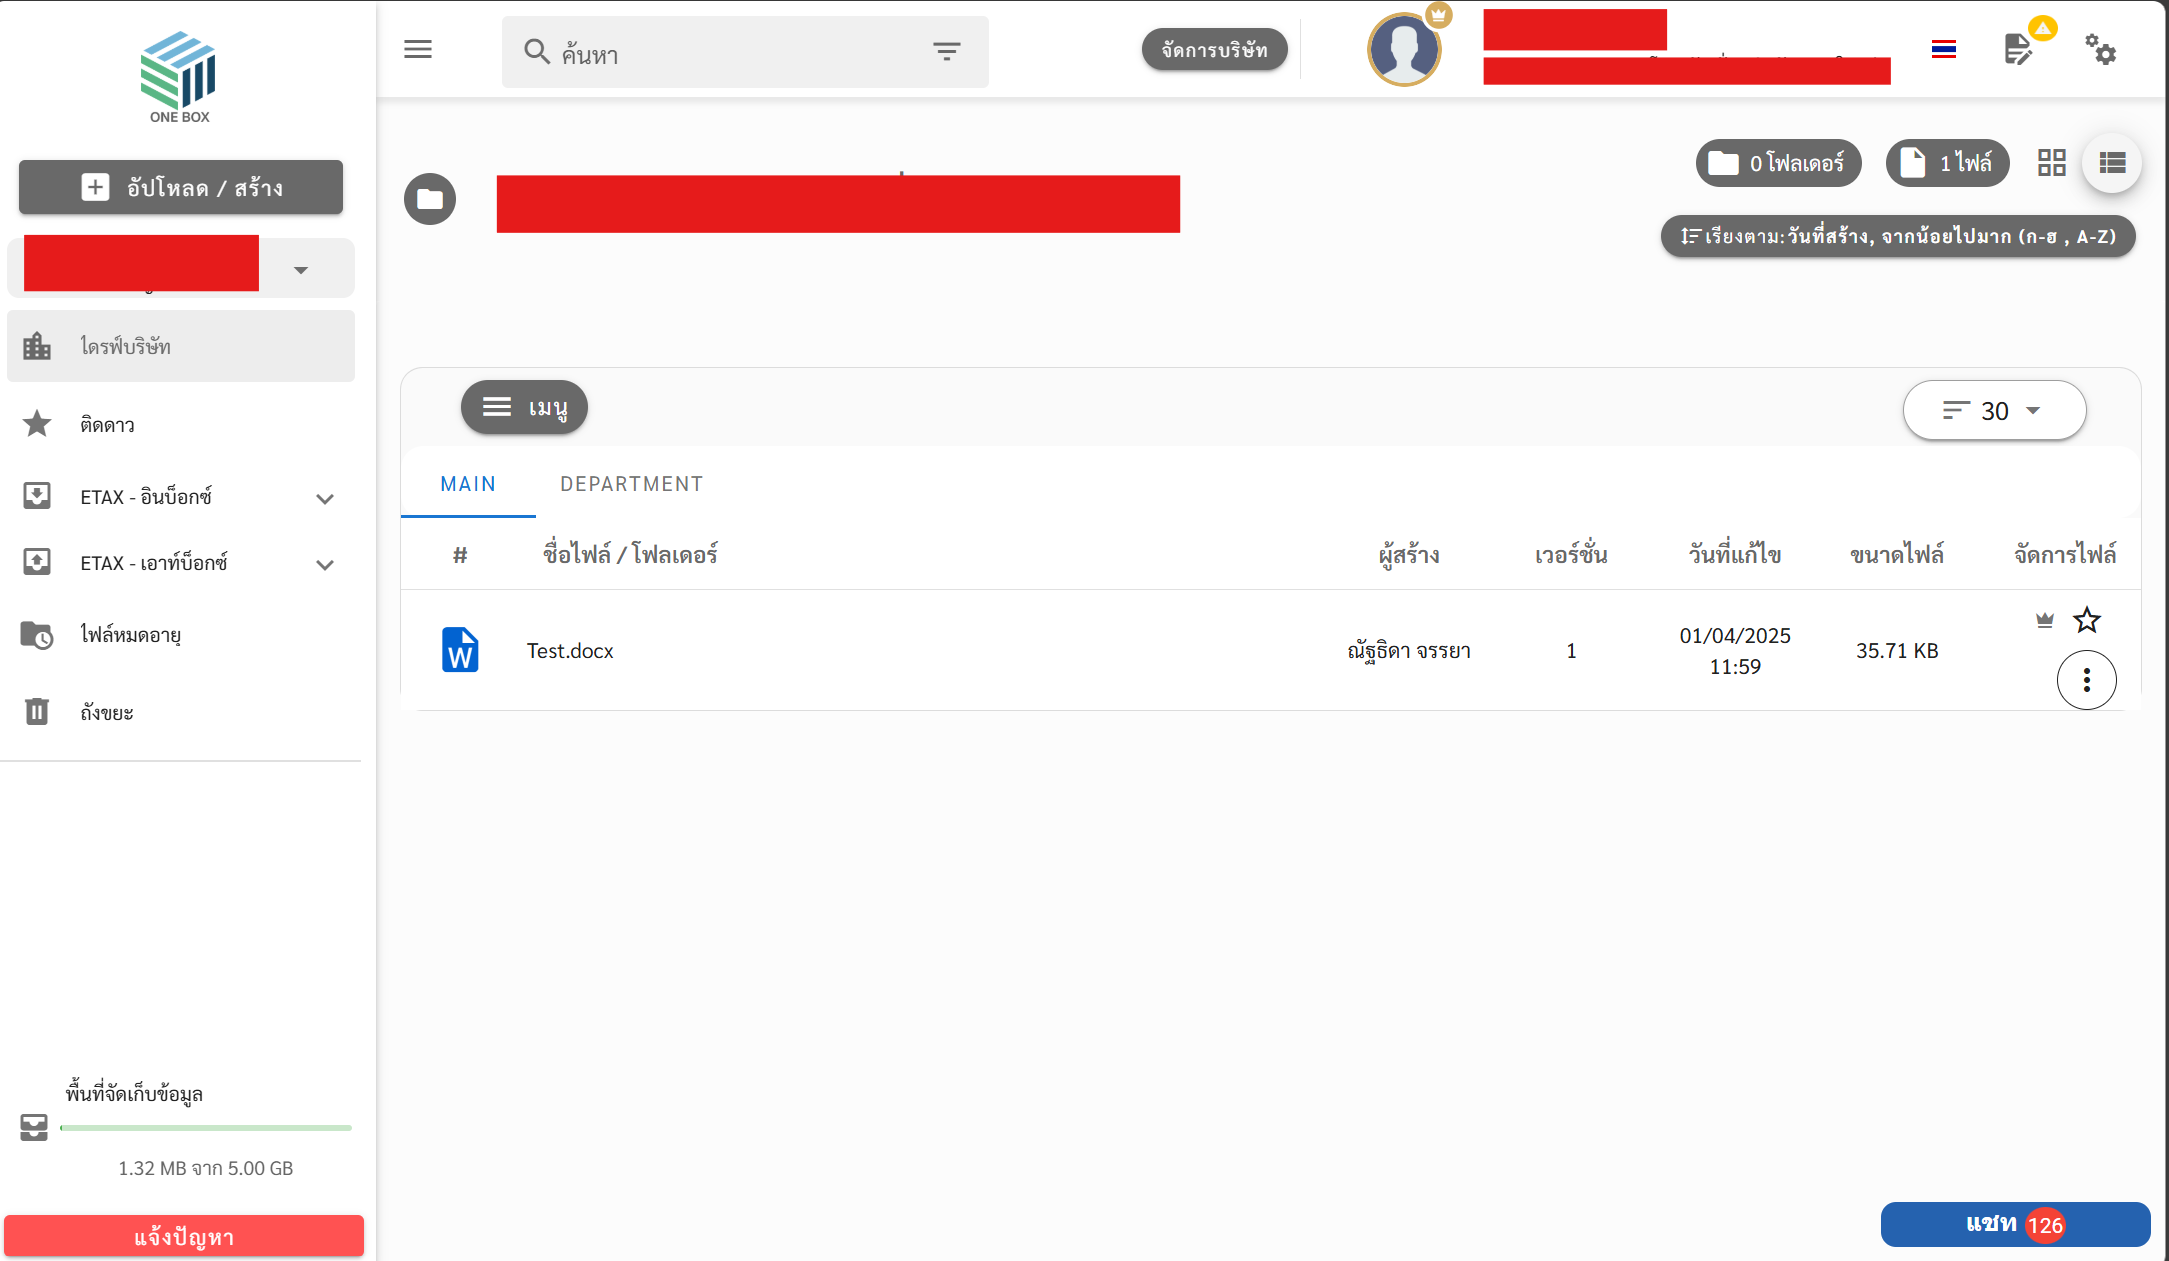 ONE BOX
อัปโหลด / สร้าง
ไดรฟ์บริษัท
ติดดาว
ETAX - อินบ็อกซ์
ETAX - เอาท์บ็อกซ์
ไฟล์หมดอายุ
ถังขยะ
พื้นที่จัดเก็บข้อมูล
1.32 MB จาก 5.00 GB
แจ้งปัญหา
ค้นหา
จัดการบริษัท
0 โฟลเดอร์
1 ไฟล์
เรียงตาม: วันที่สร้าง, จากน้อยไปมาก (ก-ฮ , A-Z)
เมนู
30
MAIN DEPARTMENT
# ชื่อไฟล์ / โฟลเดอร์ ผู้สร้าง เวอร์ชั่น วันที่แก้ไข ขนาดไฟล์ จัดการไฟล์
W Test.docx ณัฐธิดา จรรยา 1 01/04/2025 11:59 35.71 KB
แชท 126